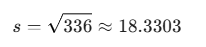 s = √336 ≈ 18.3303